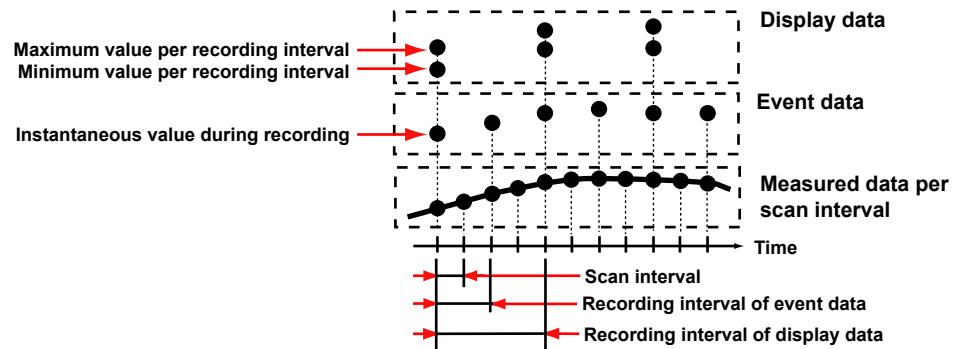 Display data
Maximum value per recording interval
Minimum value per recording interval
Event data
Instantaneous value during recording
Measured data per
scan interval
Time
Scan interval
Recording interval of event data
Recording interval of display data